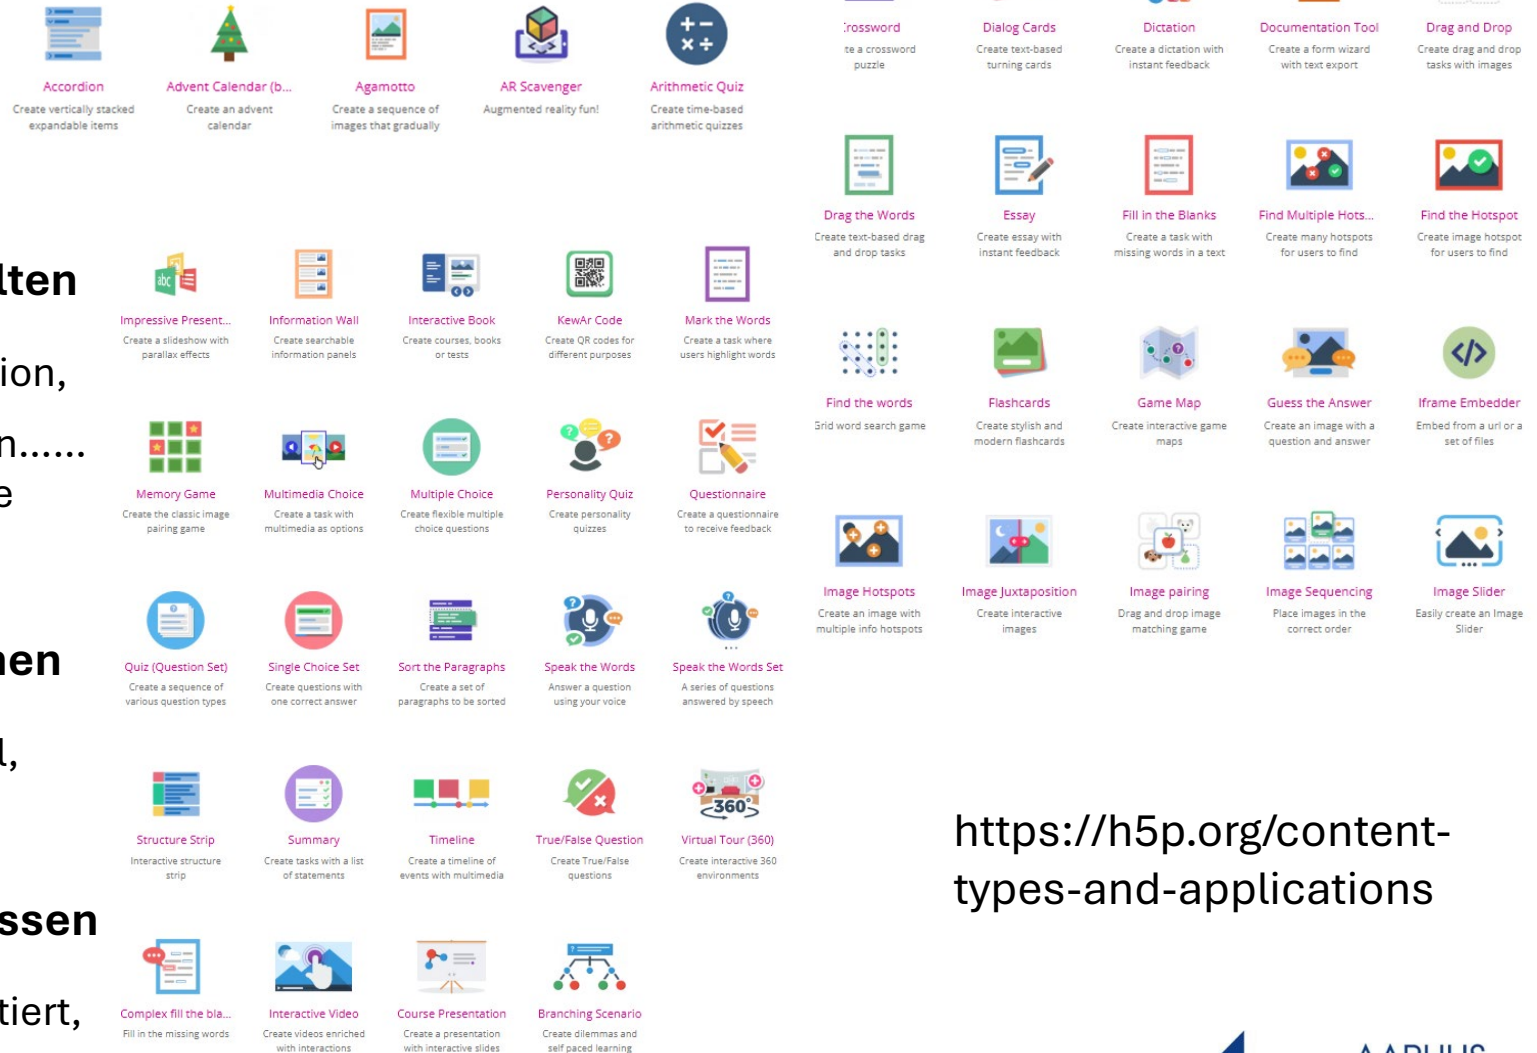 Accordion
Create vertically stacked
expandable items
Advent Calendar (b...
Create an advent
calendar
Agamotto
Create a sequence of
images that gradually
AR Scavenger
Augmented reality fun!
Arithmetic Quiz
Create time-based
arithmetic quizzes
Crossword
te a crossword
puzzle
Dialog Cards
Create text-based
turning cards
Dictation
Create a dictation with
instant feedback
Documentation Tool
Create a form wizard
with text export
Drag and Drop
Create drag and drop
tasks with images
Drag the Words
Create text-based drag
and drop tasks
Essay
Create essay with
instant feedback
Fill in the Blanks
Create a task with
missing words in a text
Find Multiple Hots...
Create many hotspots
for users to find
Find the Hotspot
Create image hotspot
for users to find
Find the words
Grid word search game
Flashcards
Create stylish and
modern flashcards
Game Map
Create interactive game
maps
Guess the Answer
Create an image with a
question and answer
Iframe Embedder
Embed from a url or a
set of files
Image Hotspots
Create an image with
multiple info hotspots
Image Juxtaposition
Create interactive
images
Image pairing
Drag and drop image
matching game
Image Sequencing
Place images in the
correct order
Image Slider
Easily create an Image
Slider
lten
ion,
n......
e
nen
l,
ssen
tiert,
abc
Impressive Present...
Create a slideshow with
parallax effects
Information Wall
Create searchable
information panels
Interactive Book
Create courses, books
or tests
KewAr Code
Create QR codes for
different purposes
Mark the Words
Create a task where
users highlight words
Memory Game
Create the classic image
pairing game
Multimedia Choice
Create a task with
multimedia as options
Multiple Choice
Create flexible multiple
choice questions
Personality Quiz
Create personality
quizzes
Questionnaire
Create a questionnaire
to receive feedback
Quiz (Question Set)
Create a sequence of
various question types
Single Choice Set
Create questions with
one correct answer
Sort the Paragraphs
Create a set of
paragraphs to be sorted
Speak the Words
Answer a question
using your voice
Speak the Words Set
A series of questions
answered by speech
Structure Strip
Interactive structure
strip
Summary
Create tasks with a list
of statements
Timeline
Create a timeline of
events with multimedia
True/False Question
Create True/False
questions
360°
Virtual Tour (360)
Create interactive 360
environments
Complex fill the bla...
Fill in the missing words
Interactive Video
Create videos enriched
with interactions
Course Presentation
Create a presentation
with interactive slides
Branching Scenario
Create dilemmas and
self paced learning
https://h5p.org/content-
types-and-applications
AARHUS